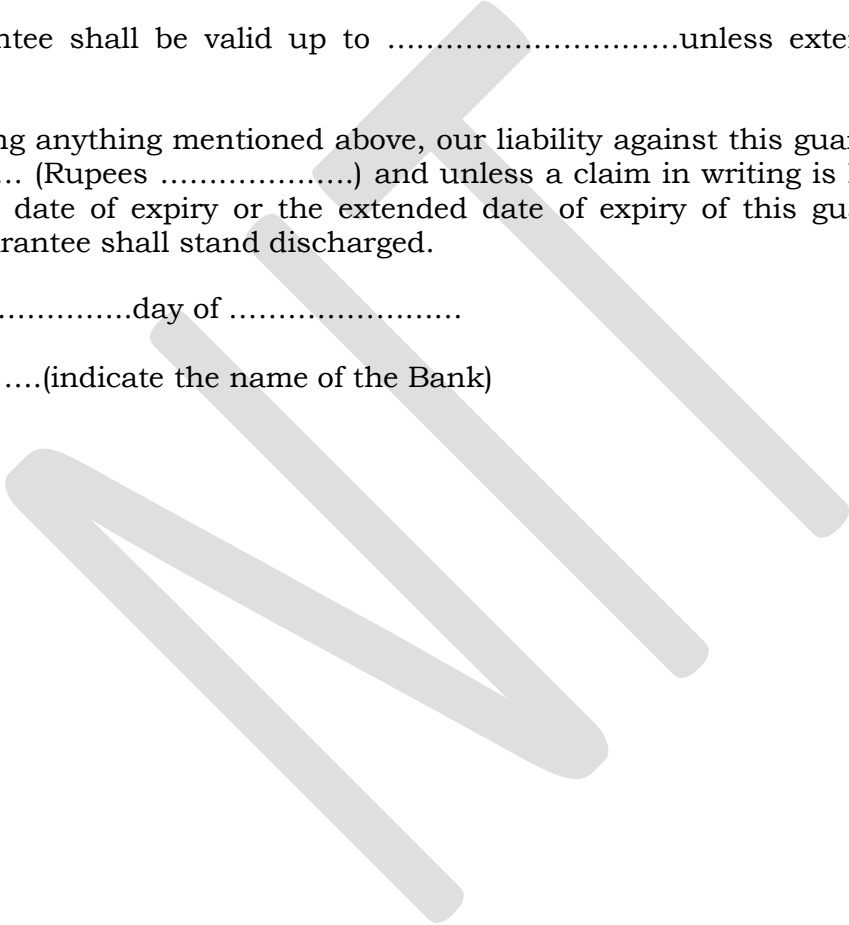 ntee shall be valid up to …………………………unless exte
ng anything mentioned above, our liability against this guar
… (Rupees ………………..) and unless a claim in writing is
date of expiry or the extended date of expiry of this gu
rantee shall stand discharged.
…………..day of ……………………
….(indicate the name of the Bank)
NIT